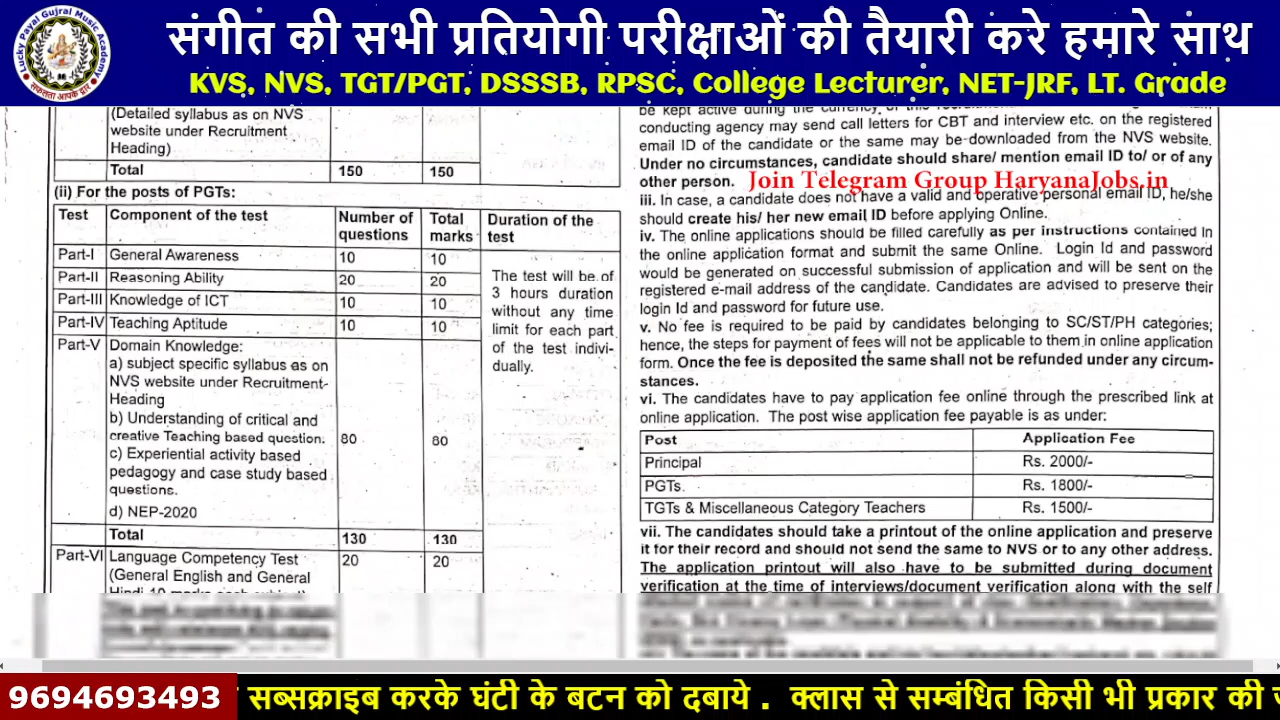 Lucky Payal Gujral Music Academy
सफलता आपके द्वार
संगीत की सभी प्रतियोगी परीक्षाओं की तैयारी करे हमारे साथ
KVS, NVS, TGT/PGT, DSSSB, RPSC, College Lecturer, NET-JRF, LT. Grade
(Detailed syllabus as on NVS
website under Recruitment
Heading)
Total 150 150
(ii) For the posts of PGTs:
Test Component of the test Number of questions Total marks Duration of the test
Part-I General Awareness 10 10
Part-II Reasoning Ability 20 20
Part-III Knowledge of ICT 10 10
Part-IV Teaching Aptitude 10 10
The test will be of
3 hours duration
without any time
limit for each part
of the test indivi-
dually.
Part-V Domain Knowledge:
a) subject specific syllabus as on
NVS website under Recruitment-
Heading
b) Understanding of critical and
creative Teaching based question. 80 80
c) Experiential activity based
pedagogy and case study based
questions.
d) NEP-2020
Total 130 130
Part-VI Language Competency Test 20 20
(General English and General
be kept active during the currency of this
conducting agency may send call letters for CBT and interview etc. on the registered
email ID of the candidate or the same may be downloaded from the NVS website.
Under no circumstances, candidate should share/ mention email ID to/ or of any
other person. Join Telegram Group HaryanaJobs.in
iii. In case, a candidate does not have a valid and operative personal email ID, he/she
should create his/ her new email ID before applying Online.
iv. The online applications should be filled carefully as per instructions contained In
the online application format and submit the same Online. Login Id and password
would be generated on successful submission of application and will be sent on the
registered e-mail address of the candidate. Candidates are advised to preserve their
login Id and password for future use.
v. No fee is required to be paid by candidates belonging to SC/ST/PH categories;
hence, the steps for payment of fees will not be applicable to them in online application
form. Once the fee is deposited the same shall not be refunded under any circum-
stances.
vi. The candidates have to pay application fee online through the prescribed link at
online application. The post wise application fee payable is as under:
Post Application Fee
Principal Rs. 2000/-
PGTs. Rs. 1800/-
TGTs & Miscellaneous Category Teachers Rs. 1500/-
vii. The candidates should take a printout of the online application and preserve
it for their record and should not send the same to NVS or to any other address.
The application printout will also have to be submitted during document
verification at the time of interviews/document verification along with the self
9694693493 सब्सक्राइब करके घंटी के बटन को दबाये . क्लास से सम्बंधित किसी भी प्रकार की